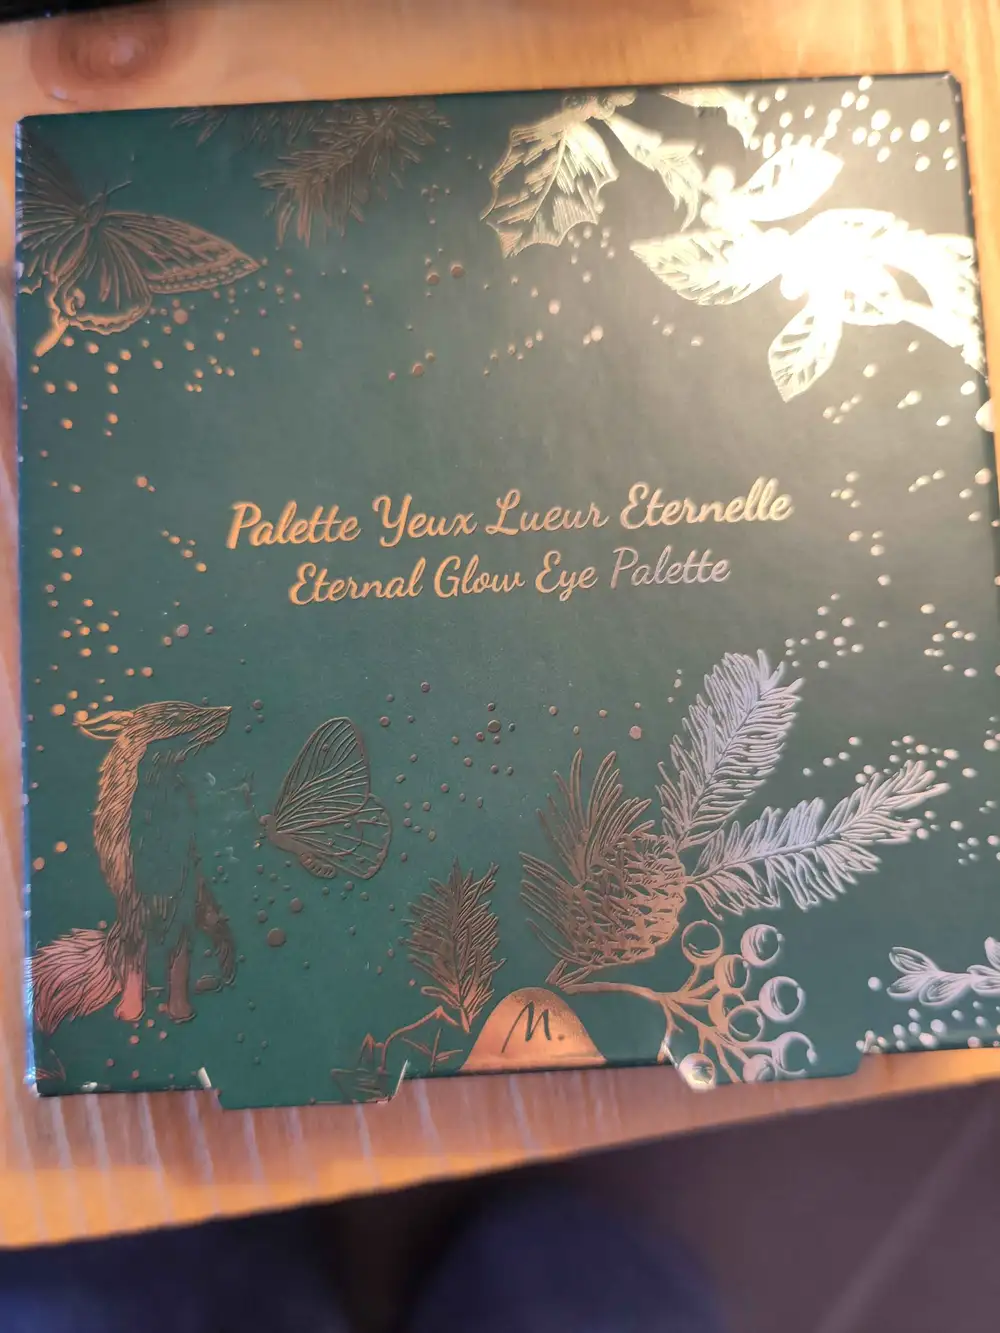 Palette Yeux Lueur Eternelle
Eternal Glow Eye Palette
M.